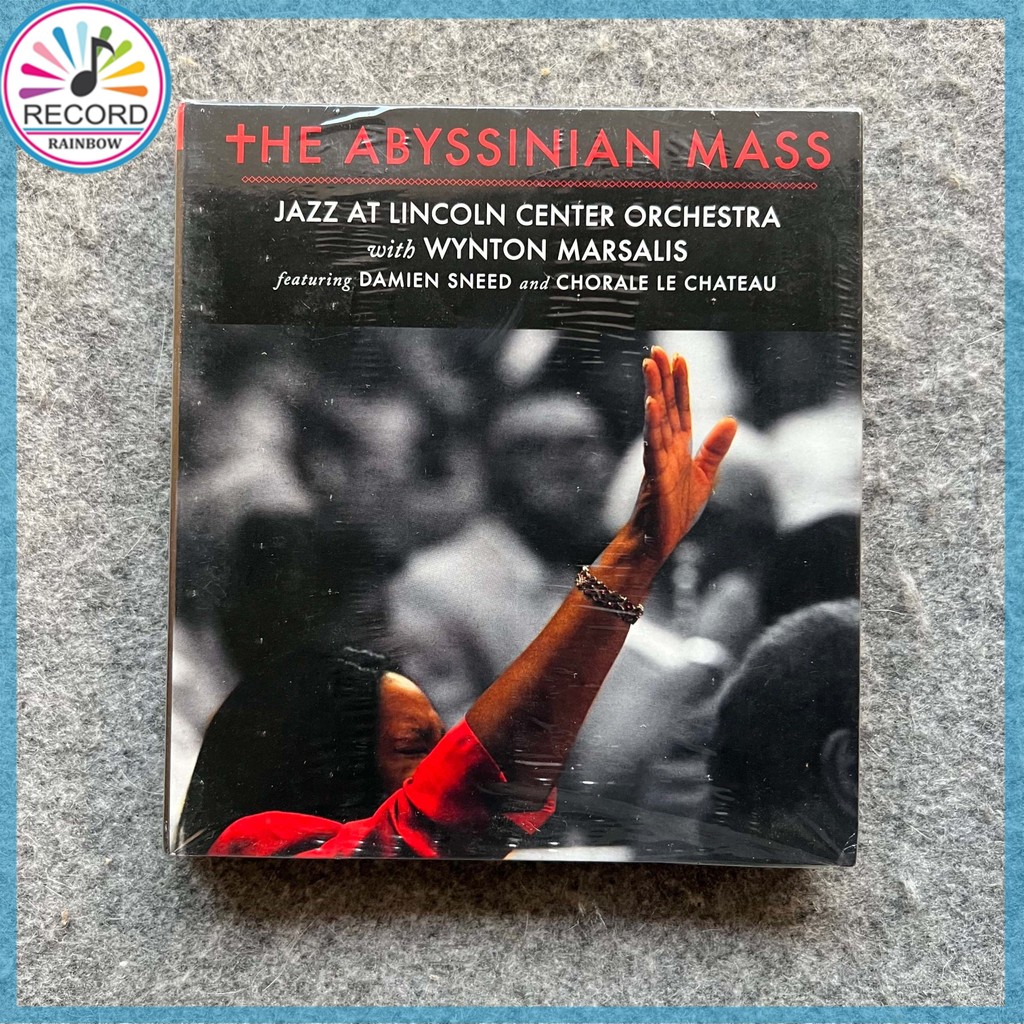 RECORD
RAINBOW
THE ABYSSINIAN MASS
JAZZ AT LINCOLN CENTER ORCHESTRA
with WYNTON MARSALIS
featuring DAMIEN SNEED and CHORALE LE CHATEAU